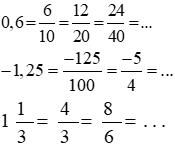 0,6 = 6/10 = 12/20 = 24/40 = ...
−1,25 = −125/100 = −5/4 = ...
1 1/3 = 4/3 = 8/6 = . . .